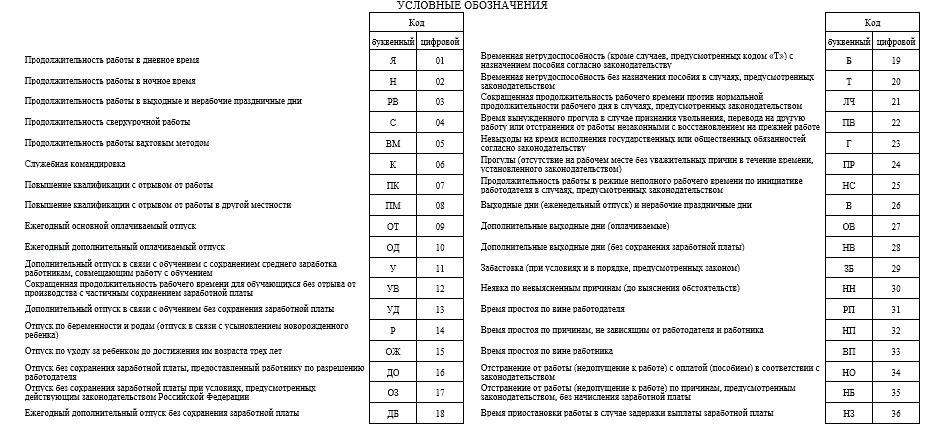 УСЛОВНЫЕ ОБОЗНАЧЕНИЯ
Код
буквенный цифровой
Продолжительность работы в дневное время Я 01
Продолжительность работы в ночное время Н 02
Продолжительность работы в выходные и нерабочие праздничные дни РВ 03
Продолжительность сверхурочной работы С 04
Продолжительность работы вахтовым методом ВМ 05
Служебная командировка К 06
Повышение квалификации с отрывом от работы ПК 07
Повышение квалификации с отрывом от работы в другой местности ПМ 08
Ежегодный основной оплачиваемый отпуск ОТ 09
Ежегодный дополнительный оплачиваемый отпуск ОД 10
Дополнительный отпуск в связи с обучением с сохранением среднего заработка
работникам, совмещающим работу с обучением У 11
Сокращенная продолжительность рабочего времени для обучающихся без отрыва от
производства с частичным сохранением заработной платы УВ 12
Дополнительный отпуск в связи с обучением без сохранения заработной платы УД 13
Отпуск по беременности и родам (отпуск в связи с усыновлением новорожденного
ребенка) Р 14
Отпуск по уходу за ребенком до достижения им возраста трех лет ОЖ 15
Отпуск без сохранения заработной платы, предоставленный работнику по разрешению
работодателя ДО 16
Отпуск без сохранения заработной платы при условиях, предусмотренных
действующим законодательством Российской Федерации ОЗ 17
Ежегодный дополнительный отпуск без сохранения заработной платы ДБ 18
Код
буквенный цифровой
Временная нетрудоспособность (кроме случаев, предусмотренных кодом «Т») с
назначением пособия согласно законодательству Б 19
Временная нетрудоспособность без назначения пособия в случаях, предусмотренных
законодательством Т 20
Сокращенная продолжительность рабочего времени против нормальной
продолжительности рабочего дня в случаях, предусмотренных законодательством ЛЧ 21
Время вынужденного прогула в случае признания увольнения, перевода на другую
работу или отстранения от работы незаконными с восстановлением на прежней работе ПВ 22
Невыходы на время исполнения государственных или общественных обязанностей
согласно законодательству Г 23
Прогулы (отсутствие на рабочем месте без уважительных причин в течение времени,
установленного законодательством) ПР 24
Продолжительность работы в режиме неполного рабочего времени по инициативе
работодателя в случаях, предусмотренных законодательством НС 25
Выходные дни (еженедельный отпуск) и нерабочие праздничные дни В 26
Дополнительные выходные дни (оплачиваемые) ОВ 27
Дополнительные выходные дни (без сохранения заработной платы) НВ 28
Забастовка (при условиях и в порядке, предусмотренных законом) ЗБ 29
Неявка по невыясненным причинам (до выяснения обстоятельств) НН 30
Время простоя по вине работодателя РП 31
Время простоя по причинам, не зависящим от работодателя и работника НП 32
Время простоя по вине работника ВП 33
Отстранение от работы (недопущение к работе) с оплатой (пособием) в соответствии с
законодательством НО 34
Отстранение от работы (недопущение к работе) по причинам, предусмотренным
законодательством, без начисления заработной платы НБ 35
Время приостановки работы в случае задержки выплаты заработной платы НЗ 36